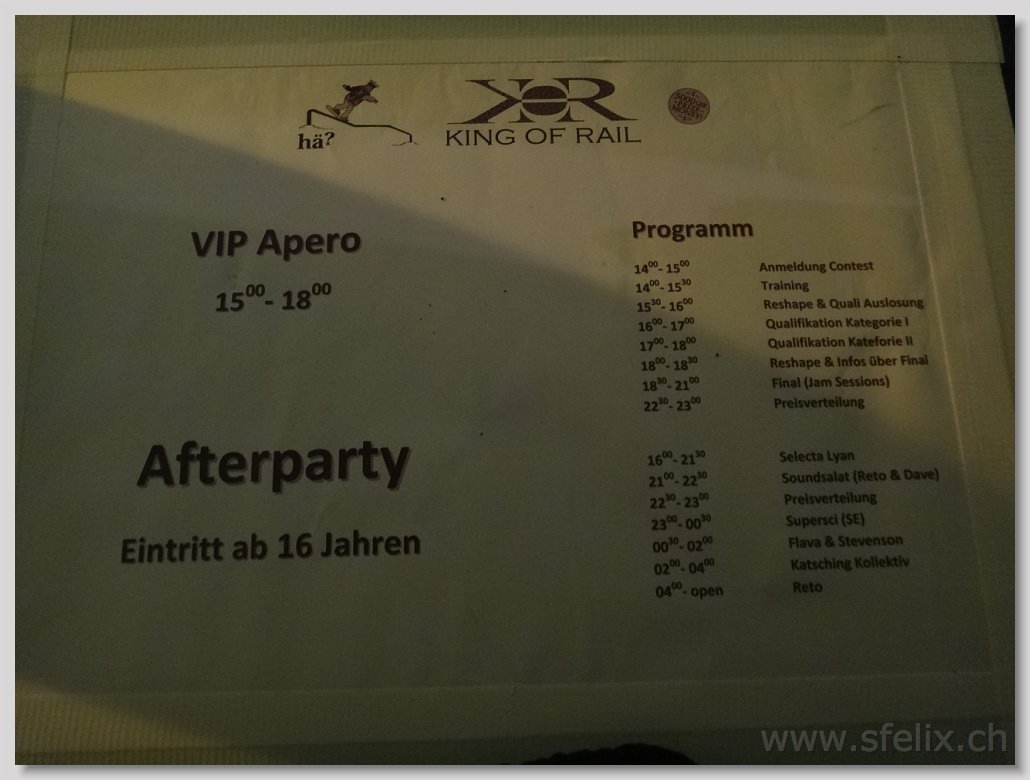 hä?
KOR
KING OF RAIL
5000.-
PRIZE
MONEY!
VIP Apero
15⁰⁰- 18⁰⁰
Afterparty
Eintritt ab 16 Jahren
Programm
14⁰⁰- 15⁰⁰ Anmeldung Contest
14⁰⁰- 15³⁰ Training
15³⁰- 16⁰⁰ Reshape & Quali Auslosung
16⁰⁰- 17⁰⁰ Qualifikation Kategorie I
17⁰⁰- 18⁰⁰ Qualifikation Kateforie II
18⁰⁰- 18³⁰ Reshape & Infos über Final
18³⁰- 21⁰⁰ Final (Jam Sessions)
22³⁰- 23⁰⁰ Preisverteilung
16⁰⁰- 21³⁰ Selecta Lyan
21⁰⁰- 22³⁰ Soundsalat (Reto & Dave)
22³⁰- 23⁰⁰ Preisverteilung
23⁰⁰- 00³⁰ Supersci (SE)
00³⁰- 02⁰⁰ Flava & Stevenson
02⁰⁰- 04⁰⁰ Katsching Kollektiv
04⁰⁰- open Reto
www.sfelix.ch